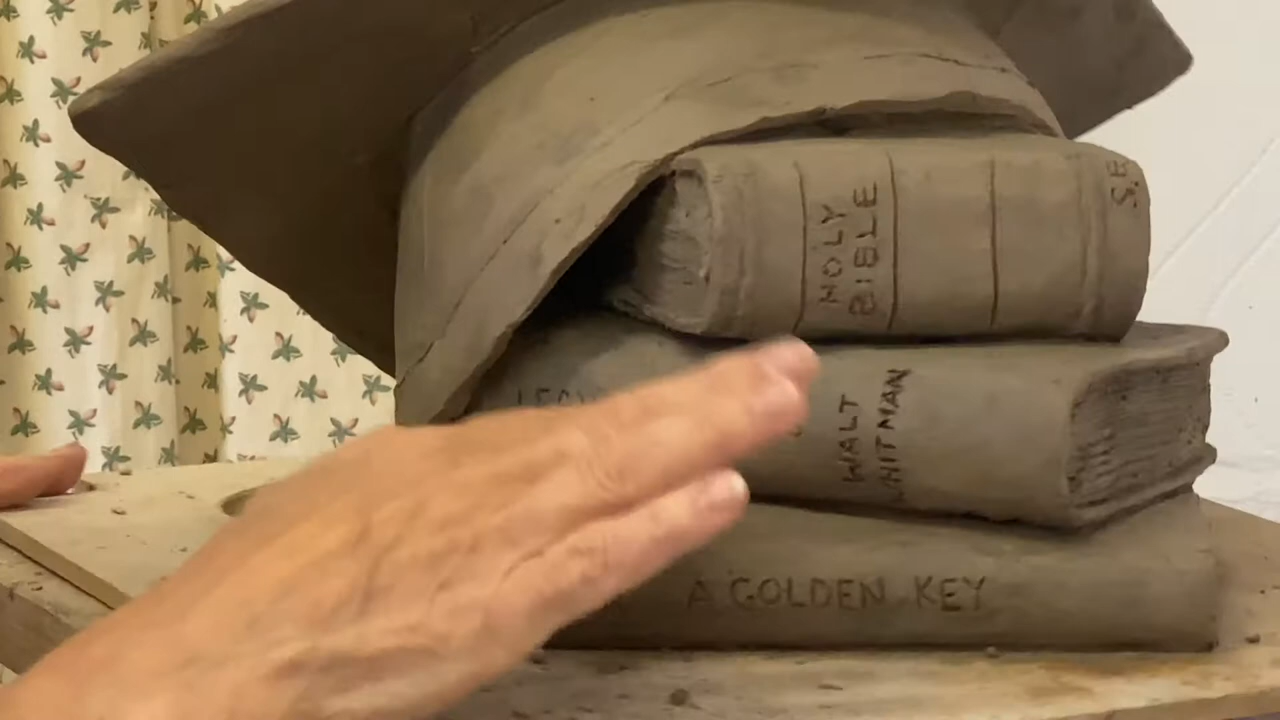 HOLY
BIBLE
S.B
WALT
WHITMAN
A GOLDEN KEY